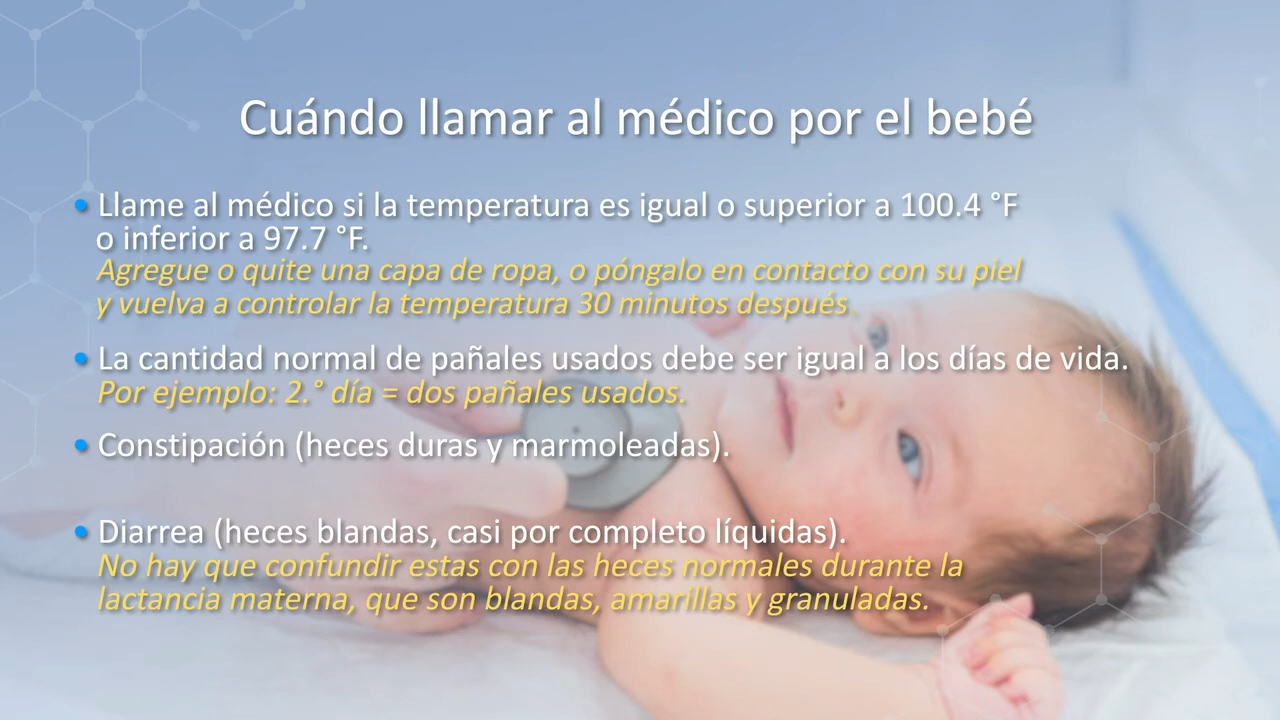 Cuándo llamar al médico por el bebé
• Llame al médico si la temperatura es igual o superior a 100.4 °F
o inferior a 97.7 °F.
Agregue o quite una capa de ropa, o póngalo en contacto con su piel
y vuelva a controlar la temperatura 30 minutos después.
• La cantidad normal de pañales usados debe ser igual a los días de vida.
Por ejemplo: 2.° día = dos pañales usados.
• Constipación (heces duras y marmoleadas).
• Diarrea (heces blandas, casi por completo líquidas).
No hay que confundir estas con las heces normales durante la
lactancia materna, que son blandas, amarillas y granuladas.